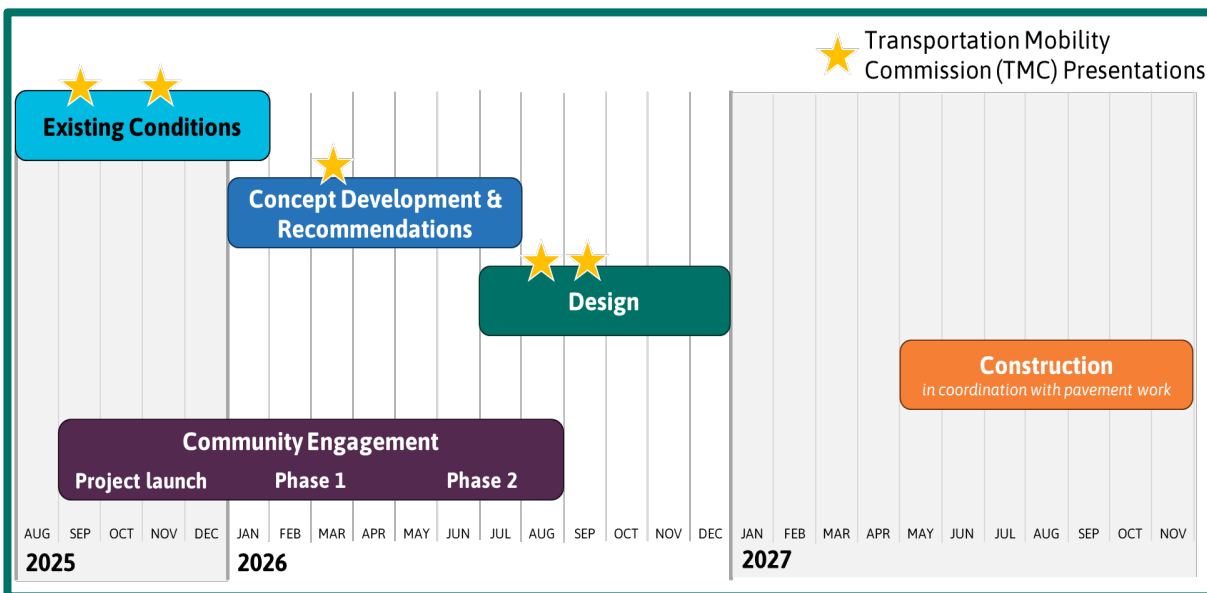 Transportation Mobility
Commission (TMC) Presentations
Existing Conditions
Concept Development &
Recommendations
Design
Construction
in coordination with pavement work
Community Engagement
Project launch Phase 1 Phase 2
AUG SEP OCT NOV DEC JAN FEB MAR APR MAY JUN JUL AUG SEP OCT NOV DEC JAN FEB MAR APR MAY JUN JUL AUG SEP OCT NOV
2025 2026 2027